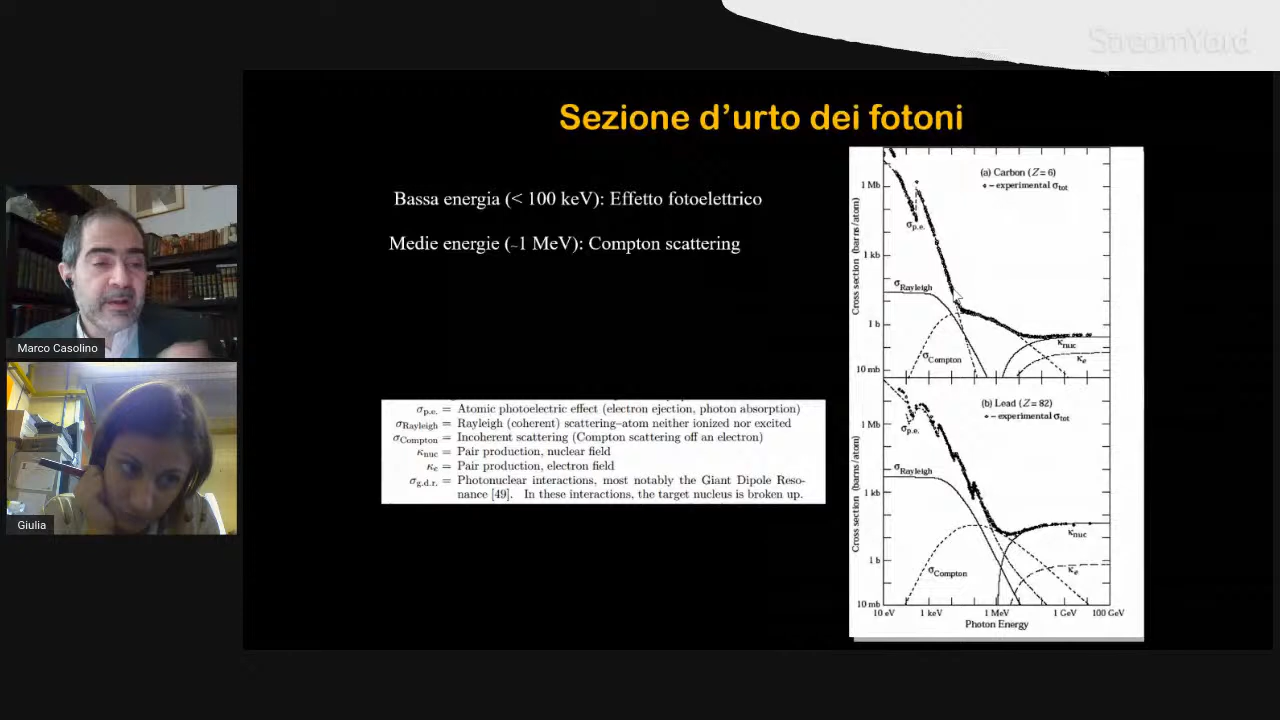 StreamYard
Sezione d'urto dei fotoni
Bassa energia (< 100 keV): Effetto fotoelettrico
Medie energie (~1 MeV): Compton scattering
Marco Casolino
Giulia
σp.e. = Atomic photoelectric effect (electron ejection, photon absorption)
σRayleigh = Rayleigh (coherent) scattering–atom neither ionized nor excited
σCompton = Incoherent scattering (Compton scattering off an electron)
κnuc = Pair production, nuclear field
κe = Pair production, electron field
σg.d.r. = Photonuclear interactions, most notably the Giant Dipole Reso-
nance [49]. In these interactions, the target nucleus is broken up.
(a) Carbon (Z = 6)
- experimental σtot
1 Mb
σp.e.
Cross section (barns/atom)
1 kb
σRayleigh
1 b
κnuc
σCompton
κe
10 mb
(b) Lead (Z = 82)
- experimental σtot
1 Mb
σp.e.
Cross section (barns/atom)
σRayleigh
1 kb
κnuc
1 b
σCompton
κe
10 mb
10 eV 1 keV 1 MeV 1 GeV 100 GeV
Photon Energy